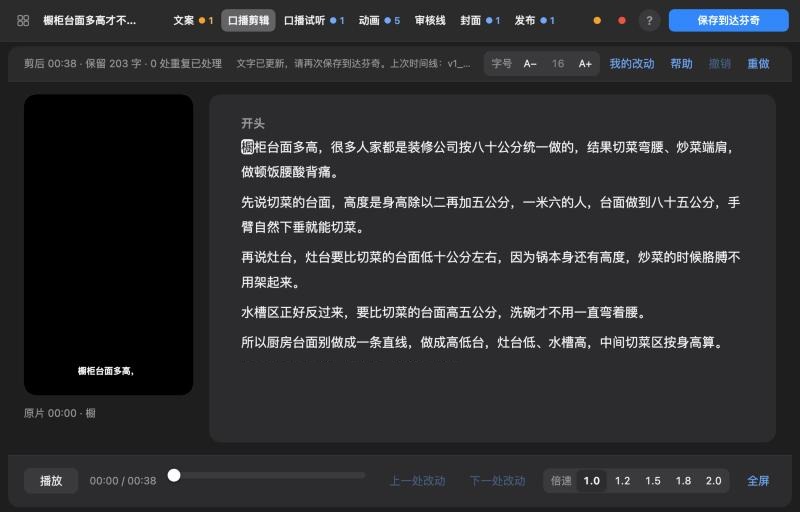 橱柜台面多高才不...
文案 1
口播剪辑
口播试听 1
动画 5
审核线
封面 1
发布 1
?
保存到达芬奇
剪后 00:38 · 保留 203 字 · 0 处重复已处理
文字已更新，请再次保存到达芬奇。上次时间线：v1_...
字号 A− 16 A+
我的改动
帮助
撤销
重做
开头
橱柜台面多高，很多人家都是装修公司按八十公分统一做的，结果切菜弯腰、炒菜端肩，
做顿饭腰酸背痛。
先说切菜的台面，高度是身高除以二再加五公分，一米六的人，台面做到八十五公分，手
臂自然下垂就能切菜。
再说灶台，灶台要比切菜的台面低十公分左右，因为锅本身还有高度，炒菜的时候胳膊不
用架起来。
水槽区正好反过来，要比切菜的台面高五公分，洗碗才不用一直弯着腰。
所以厨房台面别做成一条直线，做成高低台，灶台低、水槽高，中间切菜区按身高算。
橱柜台面多高，
原片 00:00 · 橱
播放
00:00 / 00:38
上一处改动
下一处改动
倍速 1.0 1.2 1.5 1.8 2.0
全屏